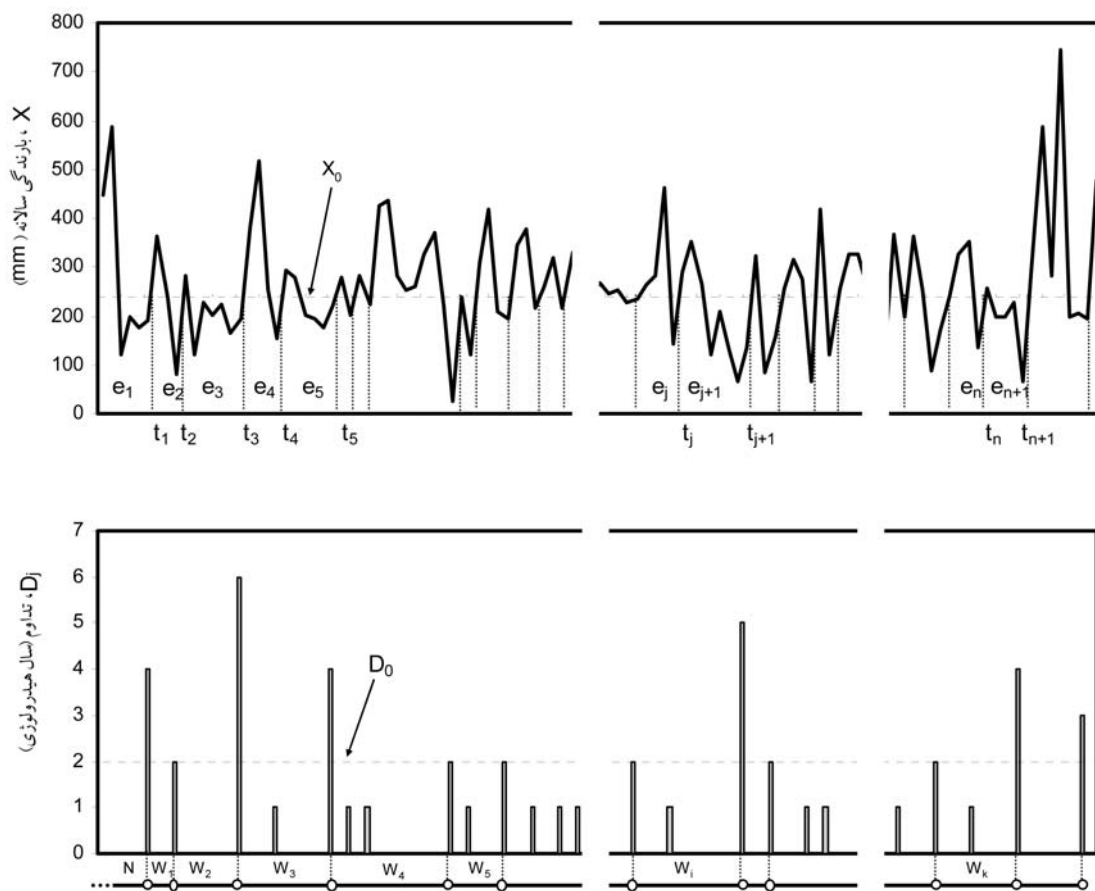 800
700
600
500
400
300
200
100
0
X ، بارندگی سالانه (mm)
X₀
e₁ e₂ e₃ e₄ e₅ eⱼ eⱼ₊₁ eₙ eₙ₊₁
t₁ t₂ t₃ t₄ t₅ tⱼ tⱼ₊₁ tₙ tₙ₊₁
7
6
5
4
3
2
1
0
Dⱼ، تداوم (سال هیدرولوژی)
D₀
N W₁ W₂ W₃ W₄ W₅ Wᵢ Wₖ